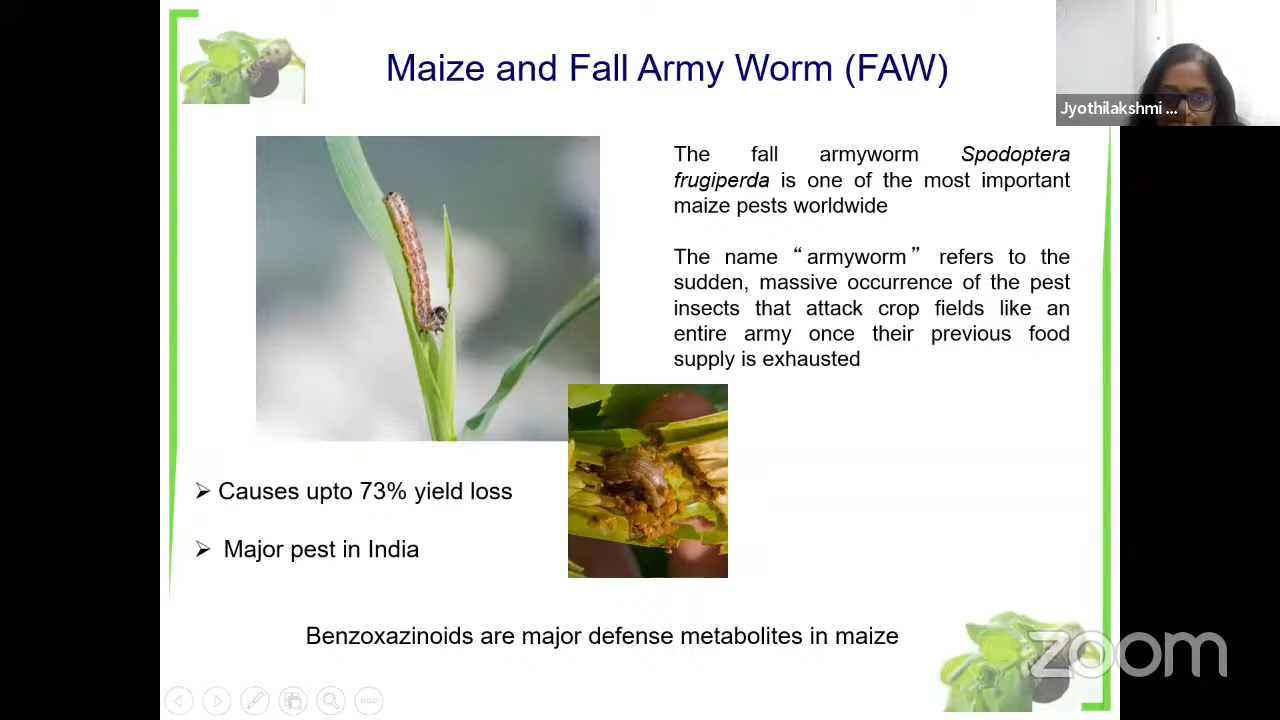 Maize and Fall Army Worm (FAW)
Jyothilakshmi ...
The fall armyworm Spodoptera
frugiperda is one of the most important
maize pests worldwide
The name “armyworm” refers to the
sudden, massive occurrence of the pest
insects that attack crop fields like an
entire army once their previous food
supply is exhausted
➢ Causes upto 73% yield loss
➢ Major pest in India
Benzoxazinoids are major defense metabolites in maize
zoom